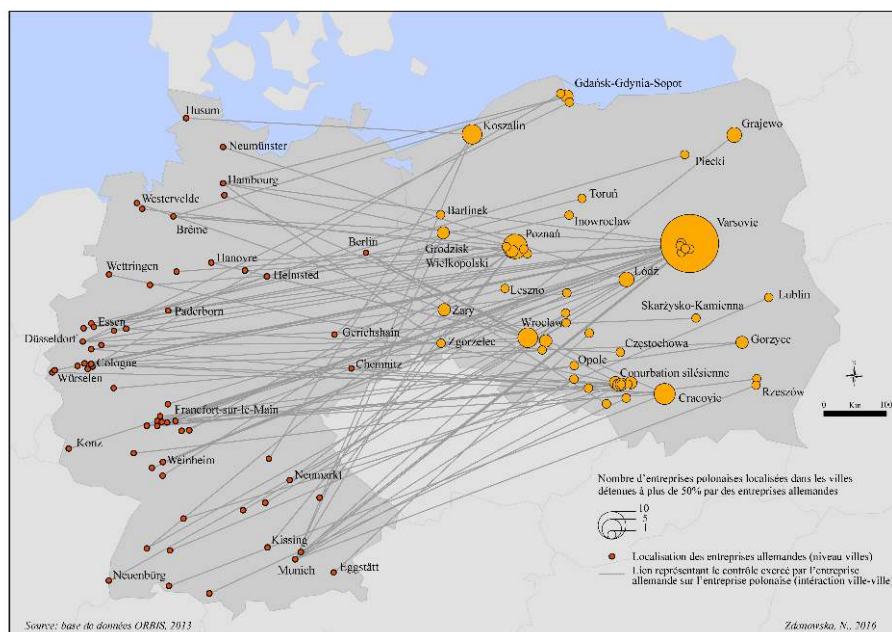 Gdańsk-Gdynia-Sopot
Husum
Koszalin
Grajewo
Neumünster
Piecki
Hambourg
Toruń
Westervelde
Barlinek
Inowrocław
Varsovie
Brême
Poznań
Berlin
Grodzisk
Wielkopolski
Hanovre
Wettringen
Helmsted
Łódź
Leszno
Lublin
Skarżysko-Kamienna
Paderborn
Żary
Essen
Wrocław
Gerichshain
Düsseldorf
Zgorzelec
Częstochowa
Gorzyce
Opole
Cologne
Chemnitz
Conurbation silésienne
Würselen
Rzeszów
Cracovie
Francfort-sur-le-Main
Km
0 100
Konz
Weinheim
Neumarkt
Nombre d'entreprises polonaises localisées dans les villes
détenues à plus de 50% par des entreprises allemandes
10
5
1
Kissing
Localisation des entreprises allemandes (niveau villes)
Munich
Eggstätt
Lien représentant le contrôle exercé par l'entreprise
allemande sur l'entreprise polonaise (intéraction ville-ville)
Neuenbürg
Source: base de données ORBIS, 2013
Zdanowska, N., 2016